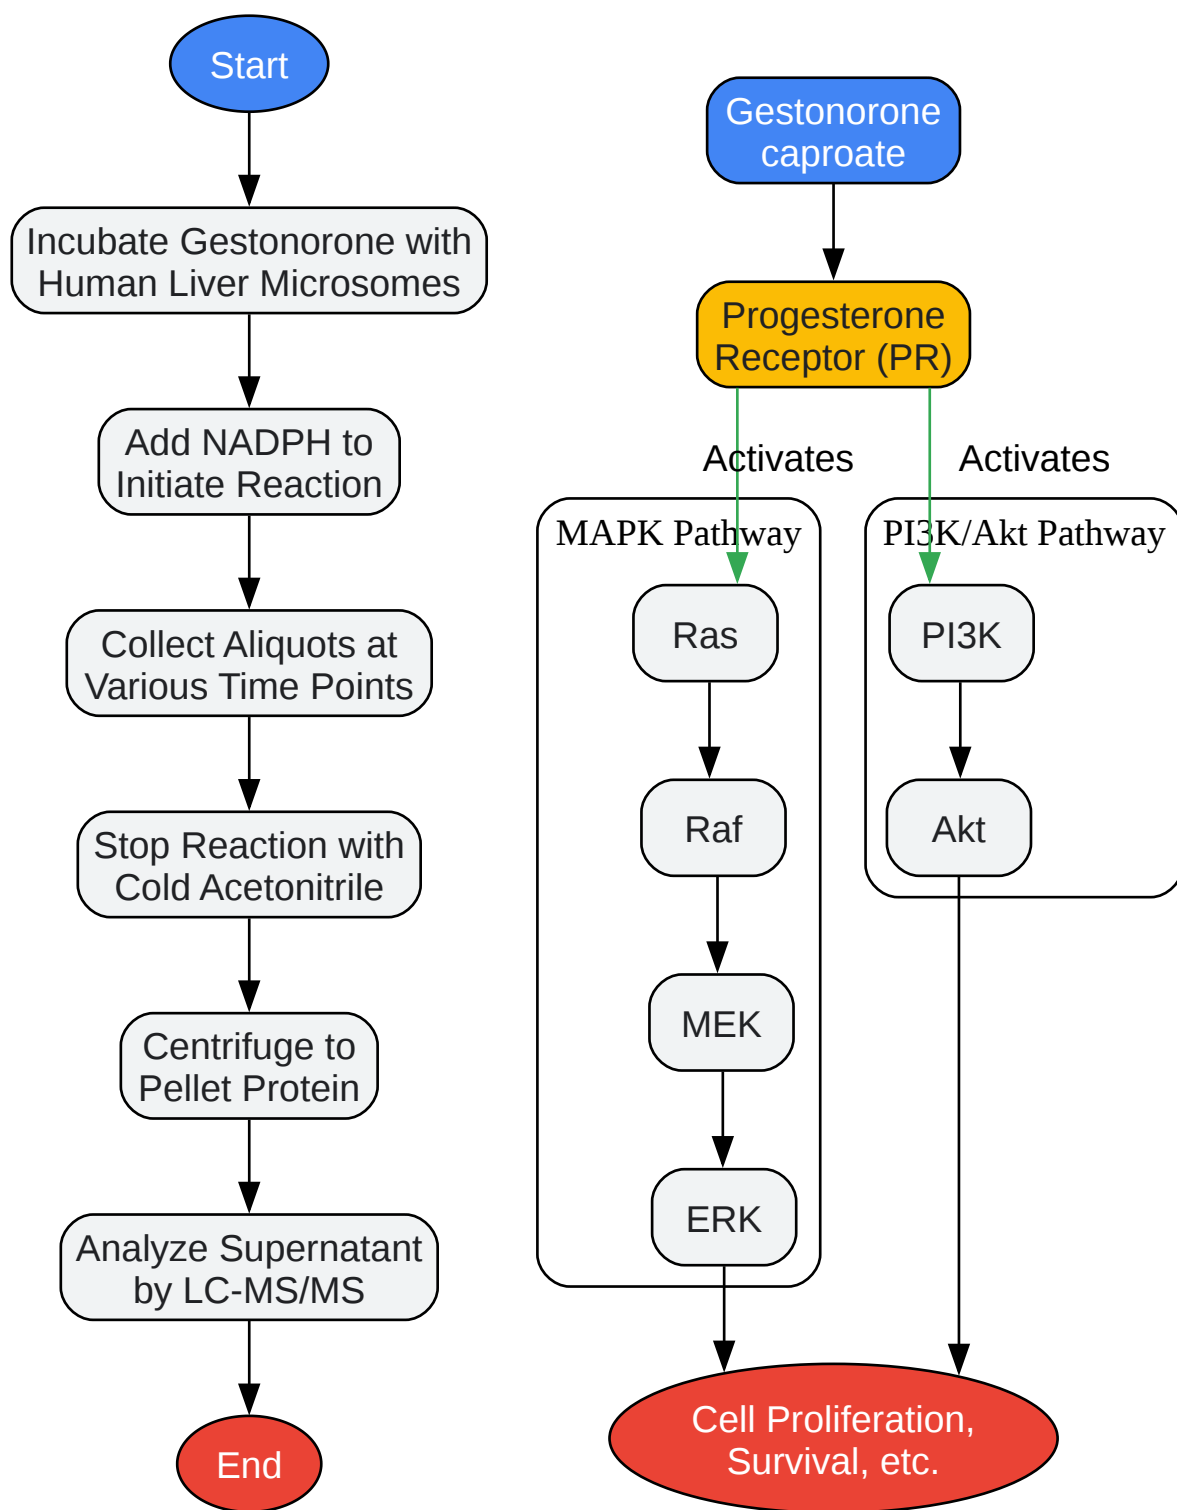 Start
Incubate Gestonorone with
Human Liver Microsomes
Add NADPH to
Initiate Reaction
Collect Aliquots at
Various Time Points
Stop Reaction with
Cold Acetonitrile
Centrifuge to
Pellet Protein
Analyze Supernatant
by LC-MS/MS
End
Gestonorone
caproate
Progesterone
Receptor (PR)
Activates
Activates
MAPK Pathway
Ras
Raf
MEK
ERK
PI3K/Akt Pathway
PI3K
Akt
Cell Proliferation,
Survival, etc.